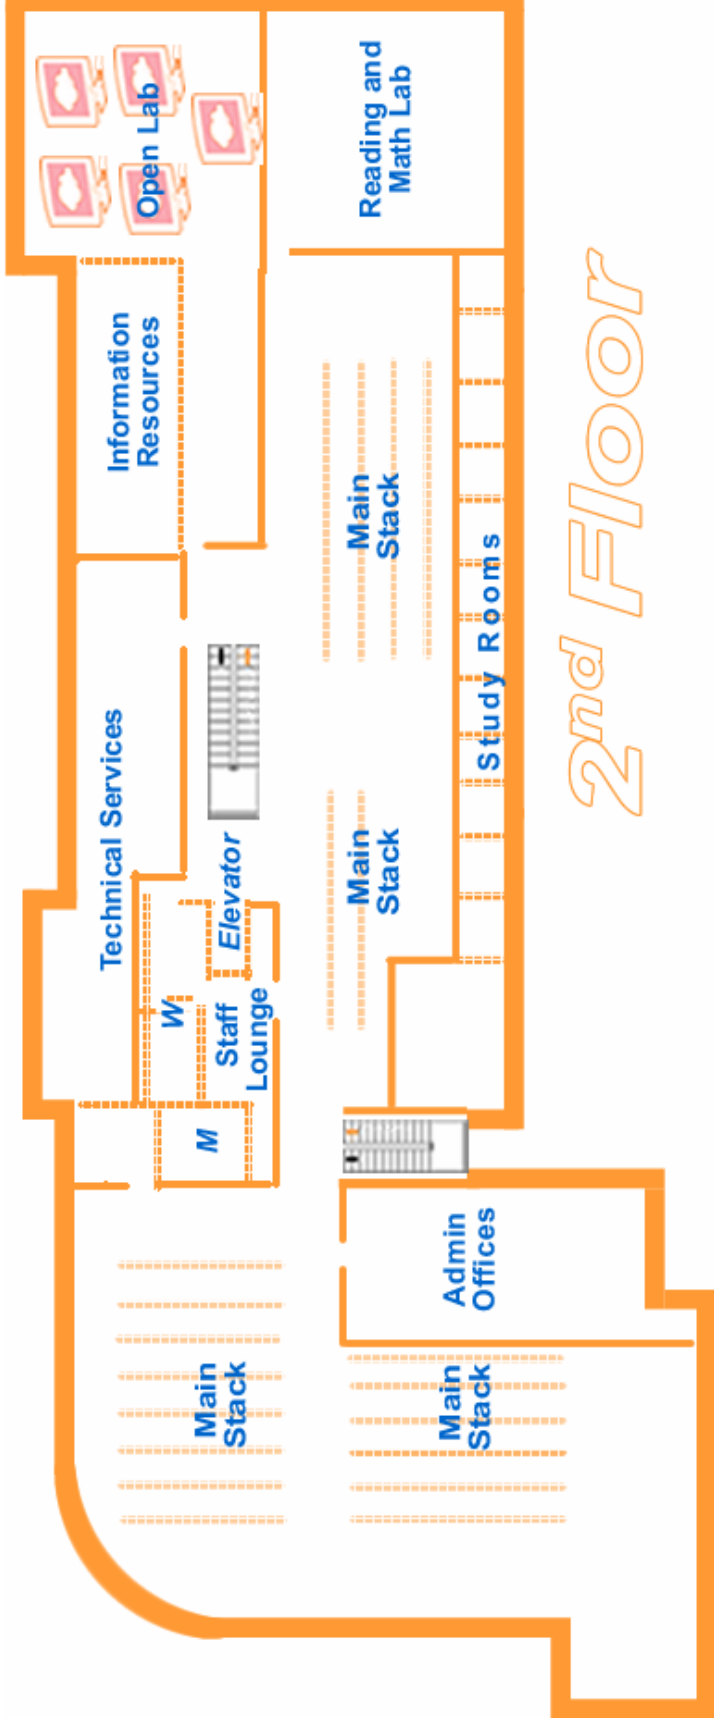 Open Lab
Reading and
Math Lab
Information
Resources
Main
Stack
Study Rooms
2nd Floor
Technical Services
Elevator
Main
Stack
W
Staff
Lounge
M
Admin
Offices
Main
Stack
Main
Stack